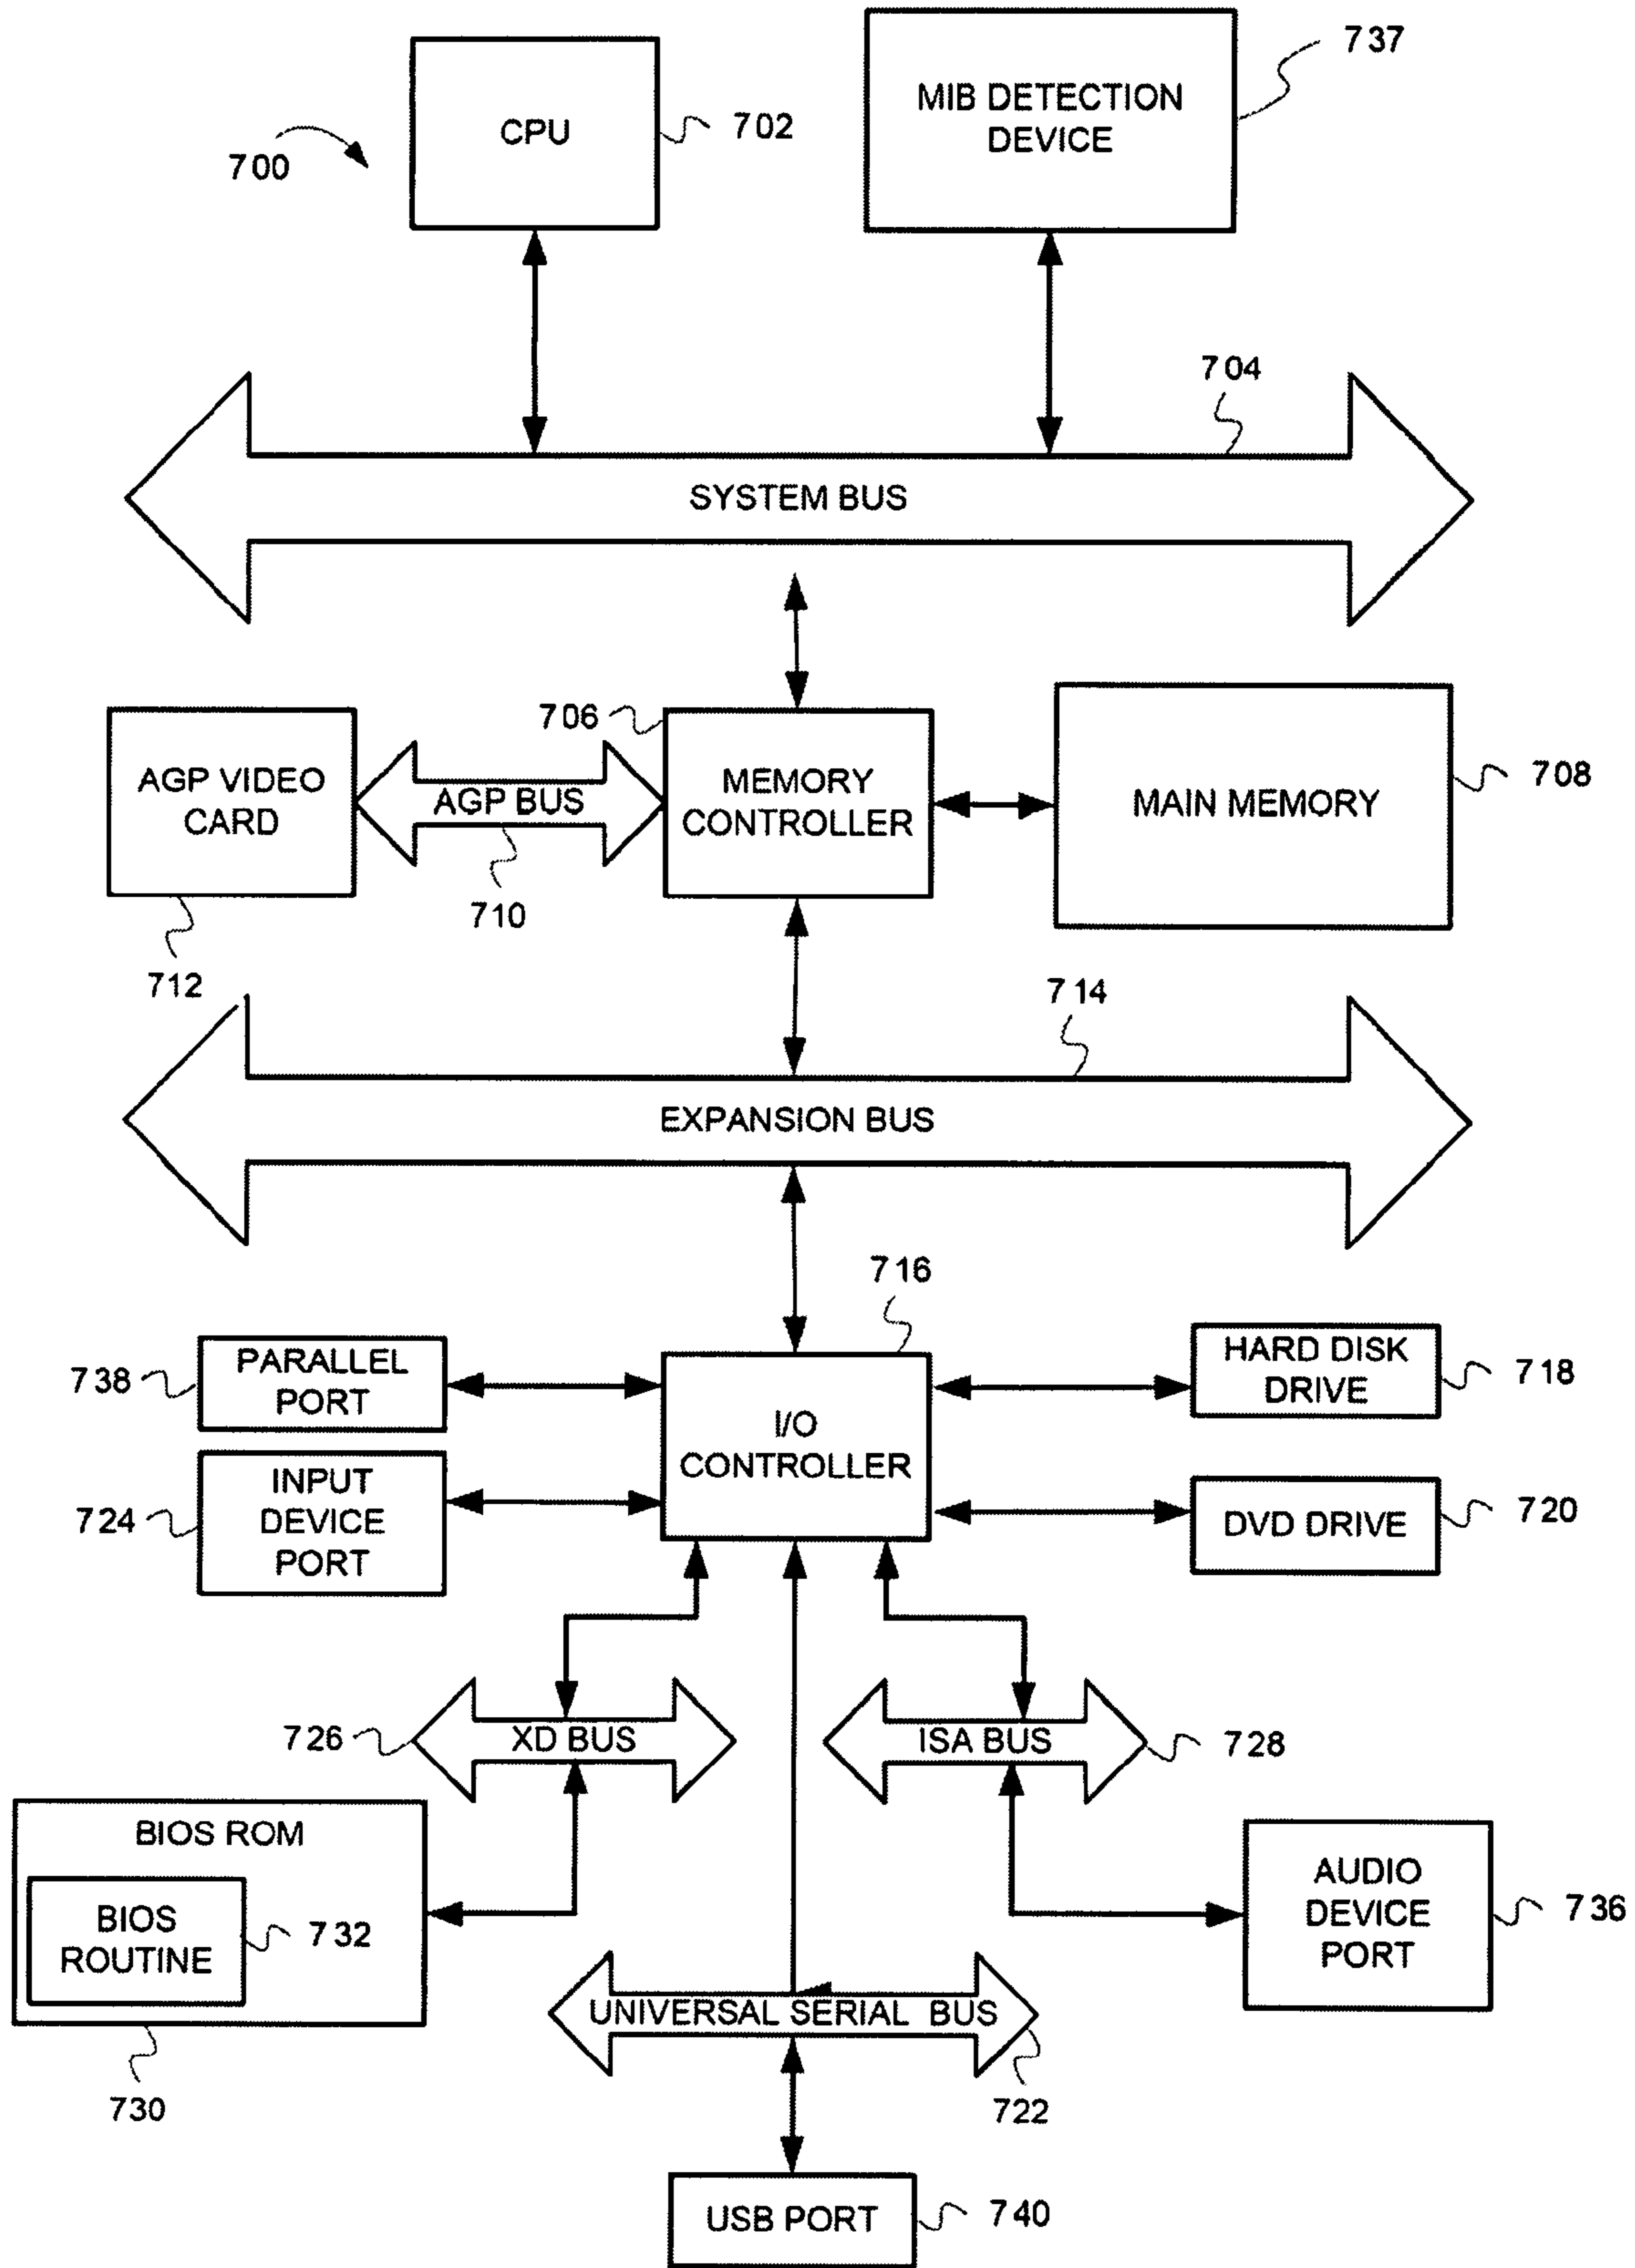 737
CPU
702
MIB DETECTION
DEVICE
700
704
SYSTEM BUS
706
AGP VIDEO
CARD
AGP BUS
MEMORY
CONTROLLER
MAIN MEMORY
708
710
712
714
EXPANSION BUS
716
738
PARALLEL
PORT
HARD DISK
DRIVE
718
I/O
CONTROLLER
724
INPUT
DEVICE
PORT
DVD DRIVE
720
726
XD BUS
ISA BUS
728
BIOS ROM
BIOS
ROUTINE
732
AUDIO
DEVICE
PORT
736
UNIVERSAL SERIAL BUS
730
722
USB PORT
740